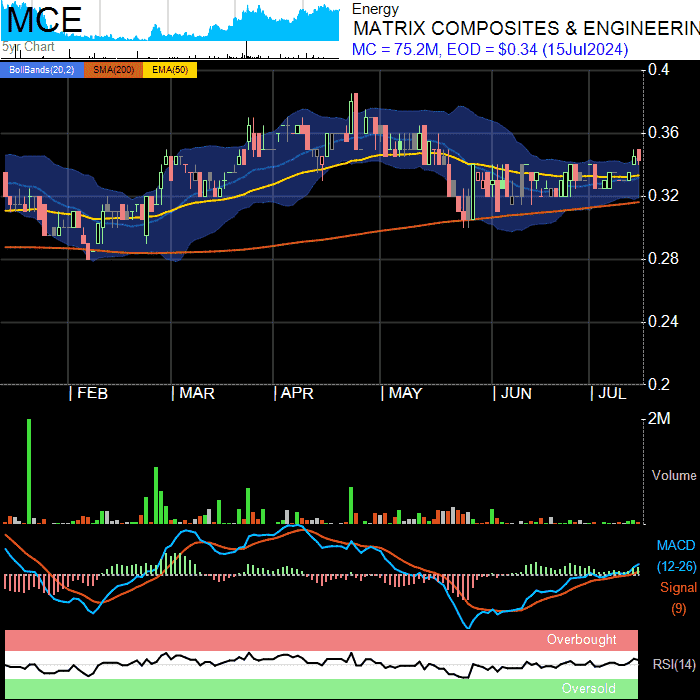 MCE
5yr Chart
Energy
MATRIX COMPOSITES & ENGINEERIN
MC = 75.2M, EOD = $0.34 (15Jul2024)
BollBands(20,2) SMA(200) EMA(50)
0.4
0.36
0.32
0.28
0.24
0.2
FEB MAR APR MAY JUN JUL
2M
Volume
MACD
(12-26)
Signal
(9)
Overbought
RSI(14)
Oversold